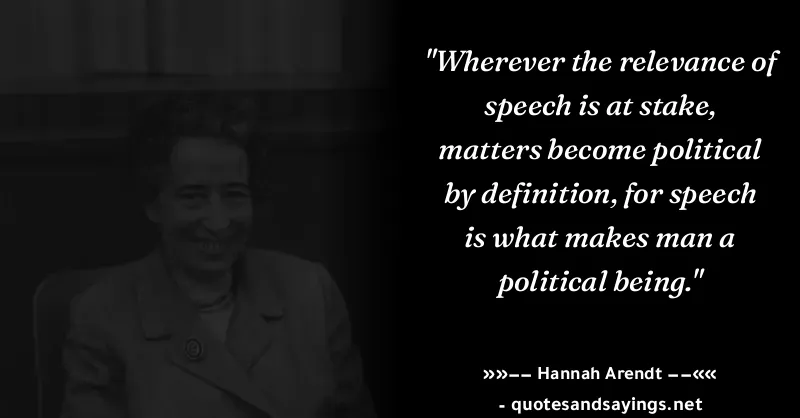 "Wherever the relevance of
speech is at stake,
matters become political
by definition, for speech
is what makes man a
political being."
»»–– Hannah Arendt ––««
- quotesandsayings.net